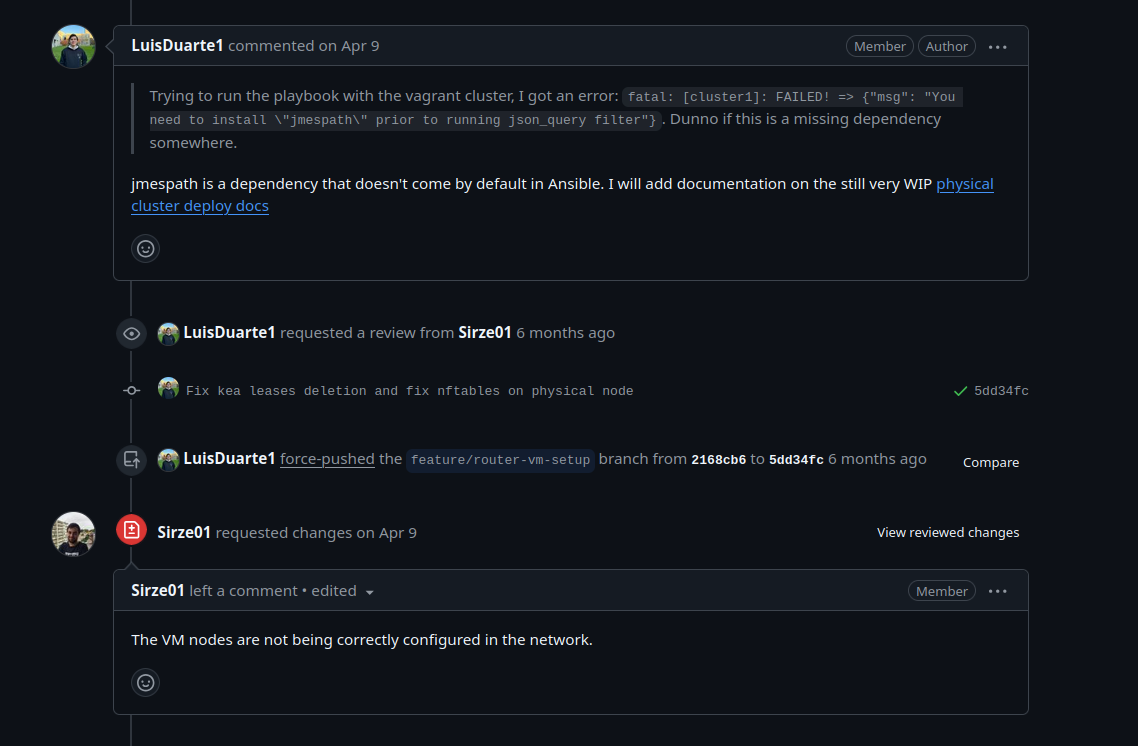 LuisDuarte1 commented on Apr 9 Member Author
Trying to run the playbook with the vagrant cluster, I got an error: fatal: [cluster1]: FAILED! => {"msg": "You
need to install \"jmespath\" prior to running json_query filter"}. Dunno if this is a missing dependency
somewhere.
jmespath is a dependency that doesn't come by default in Ansible. I will add documentation on the still very WIP physical
cluster deploy docs
LuisDuarte1 requested a review from Sirze01 6 months ago
Fix kea leases deletion and fix nftables on physical node 5dd34fc
LuisDuarte1 force-pushed the feature/router-vm-setup branch from 2168cb6 to 5dd34fc 6 months ago Compare
Sirze01 requested changes on Apr 9 View reviewed changes
Sirze01 left a comment • edited Member
The VM nodes are not being correctly configured in the network.